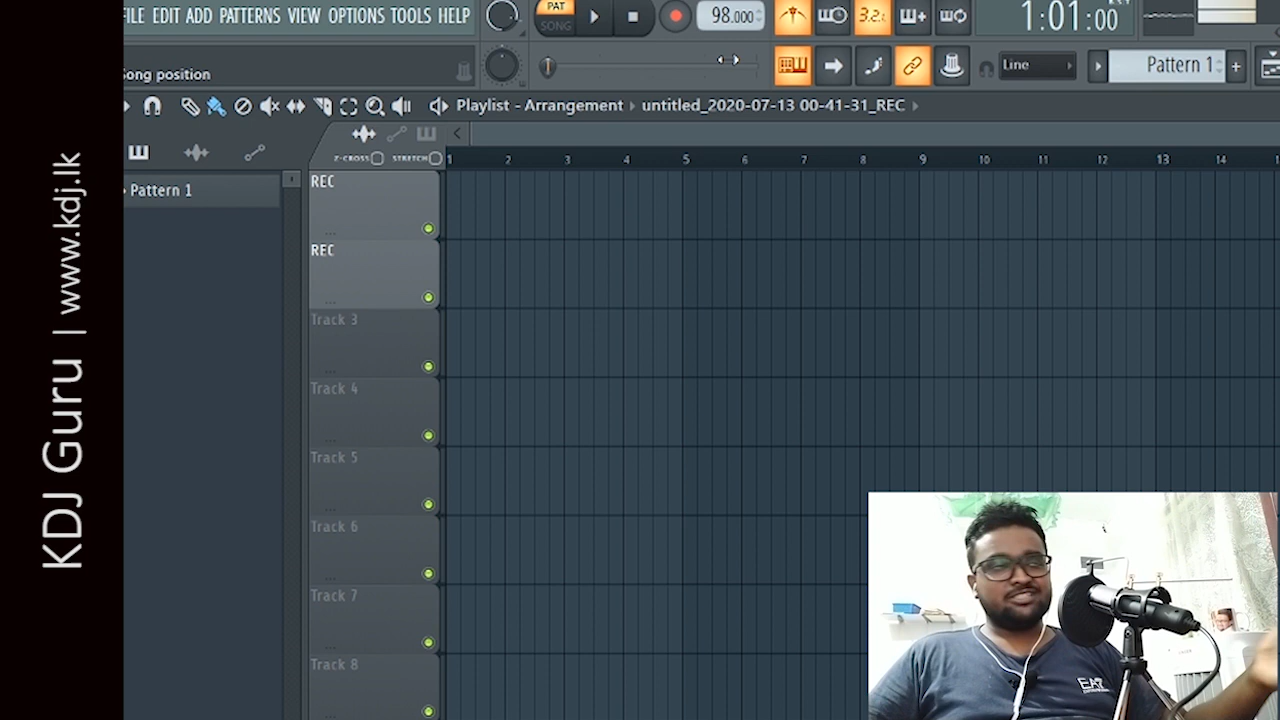 FILE EDIT ADD PATTERNS VIEW OPTIONS TOOLS HELP
PAT
SONG
98.000
3.2.
1:01:00
Song position
Line
Pattern 1
Playlist - Arrangement untitled_2020-07-13 00-41-31_REC
Z-CROSS STRETCH
1 2 3 4 5 6 7 8 9 10 11 12 13 14
Pattern 1
REC
REC
Track 3
Track 4
Track 5
Track 6
Track 7
Track 8
KDJ Guru | www.kdj.lk
EA7